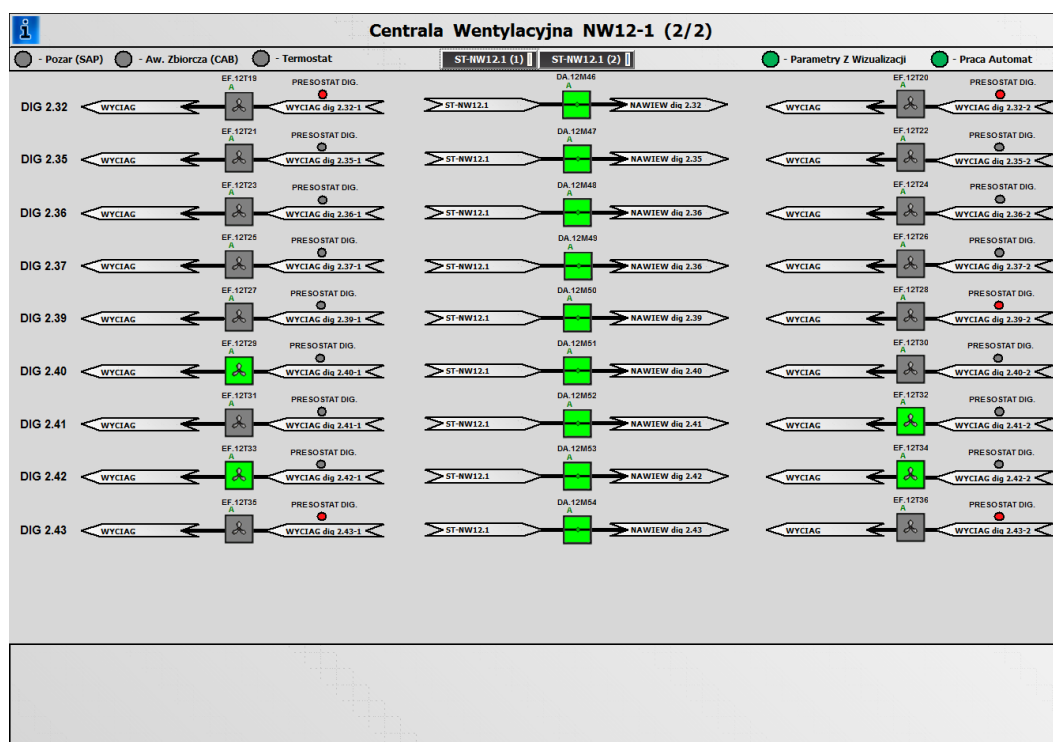 Centrala Wentylacyjna NW12-1 (2/2)
- Pozar (SAP) - Aw. Zbiorcza (CAB) - Termostat ST-NW12.1 (1) ST-NW12.1 (2) - Parametry Z Wizualizacji - Praca Automat
EF.12T19 PRESOSTAT DIG. DA.12M46 EF.12T20 PRESOSTAT DIG.
A A A
DIG 2.32 WYCIAG WYCIAG dig 2.32-1 ST-NW12.1 NAWIEW dig 2.32 WYCIAG WYCIAG dig 2.32-2
EF.12T21 PRESOSTAT DIG. DA.12M47 EF.12T22 PRESOSTAT DIG.
A A A
DIG 2.35 WYCIAG WYCIAG dig 2.35-1 ST-NW12.1 NAWIEW dig 2.35 WYCIAG WYCIAG dig 2.35-2
EF.12T23 PRESOSTAT DIG. DA.12M48 EF.12T24 PRESOSTAT DIG.
A A A
DIG 2.36 WYCIAG WYCIAG dig 2.36-1 ST-NW12.1 NAWIEW dig 2.36 WYCIAG WYCIAG dig 2.36-2
EF.12T25 PRESOSTAT DIG. DA.12M49 EF.12T26 PRESOSTAT DIG.
A A A
DIG 2.37 WYCIAG WYCIAG dig 2.37-1 ST-NW12.1 NAWIEW dig 2.36 WYCIAG WYCIAG dig 2.37-2
EF.12T27 PRESOSTAT DIG. DA.12M50 EF.12T28 PRESOSTAT DIG.
A A A
DIG 2.39 WYCIAG WYCIAG dig 2.39-1 ST-NW12.1 NAWIEW dig 2.39 WYCIAG WYCIAG dig 2.39-2
EF.12T29 PRESOSTAT DIG. DA.12M51 EF.12T30 PRESOSTAT DIG.
A A A
DIG 2.40 WYCIAG WYCIAG dig 2.40-1 ST-NW12.1 NAWIEW dig 2.40 WYCIAG WYCIAG dig 2.40-2
EF.12T31 PRESOSTAT DIG. DA.12M52 EF.12T32 PRESOSTAT DIG.
A A A
DIG 2.41 WYCIAG WYCIAG dig 2.41-1 ST-NW12.1 NAWIEW dig 2.41 WYCIAG WYCIAG dig 2.41-2
EF.12T33 PRESOSTAT DIG. DA.12M53 EF.12T34 PRESOSTAT DIG.
A A A
DIG 2.42 WYCIAG WYCIAG dig 2.42-1 ST-NW12.1 NAWIEW dig 2.42 WYCIAG WYCIAG dig 2.42-2
EF.12T35 PRESOSTAT DIG. DA.12M54 EF.12T36 PRESOSTAT DIG.
A A A
DIG 2.43 WYCIAG WYCIAG dig 2.43-1 ST-NW12.1 NAWIEW dig 2.43 WYCIAG WYCIAG dig 2.43-2